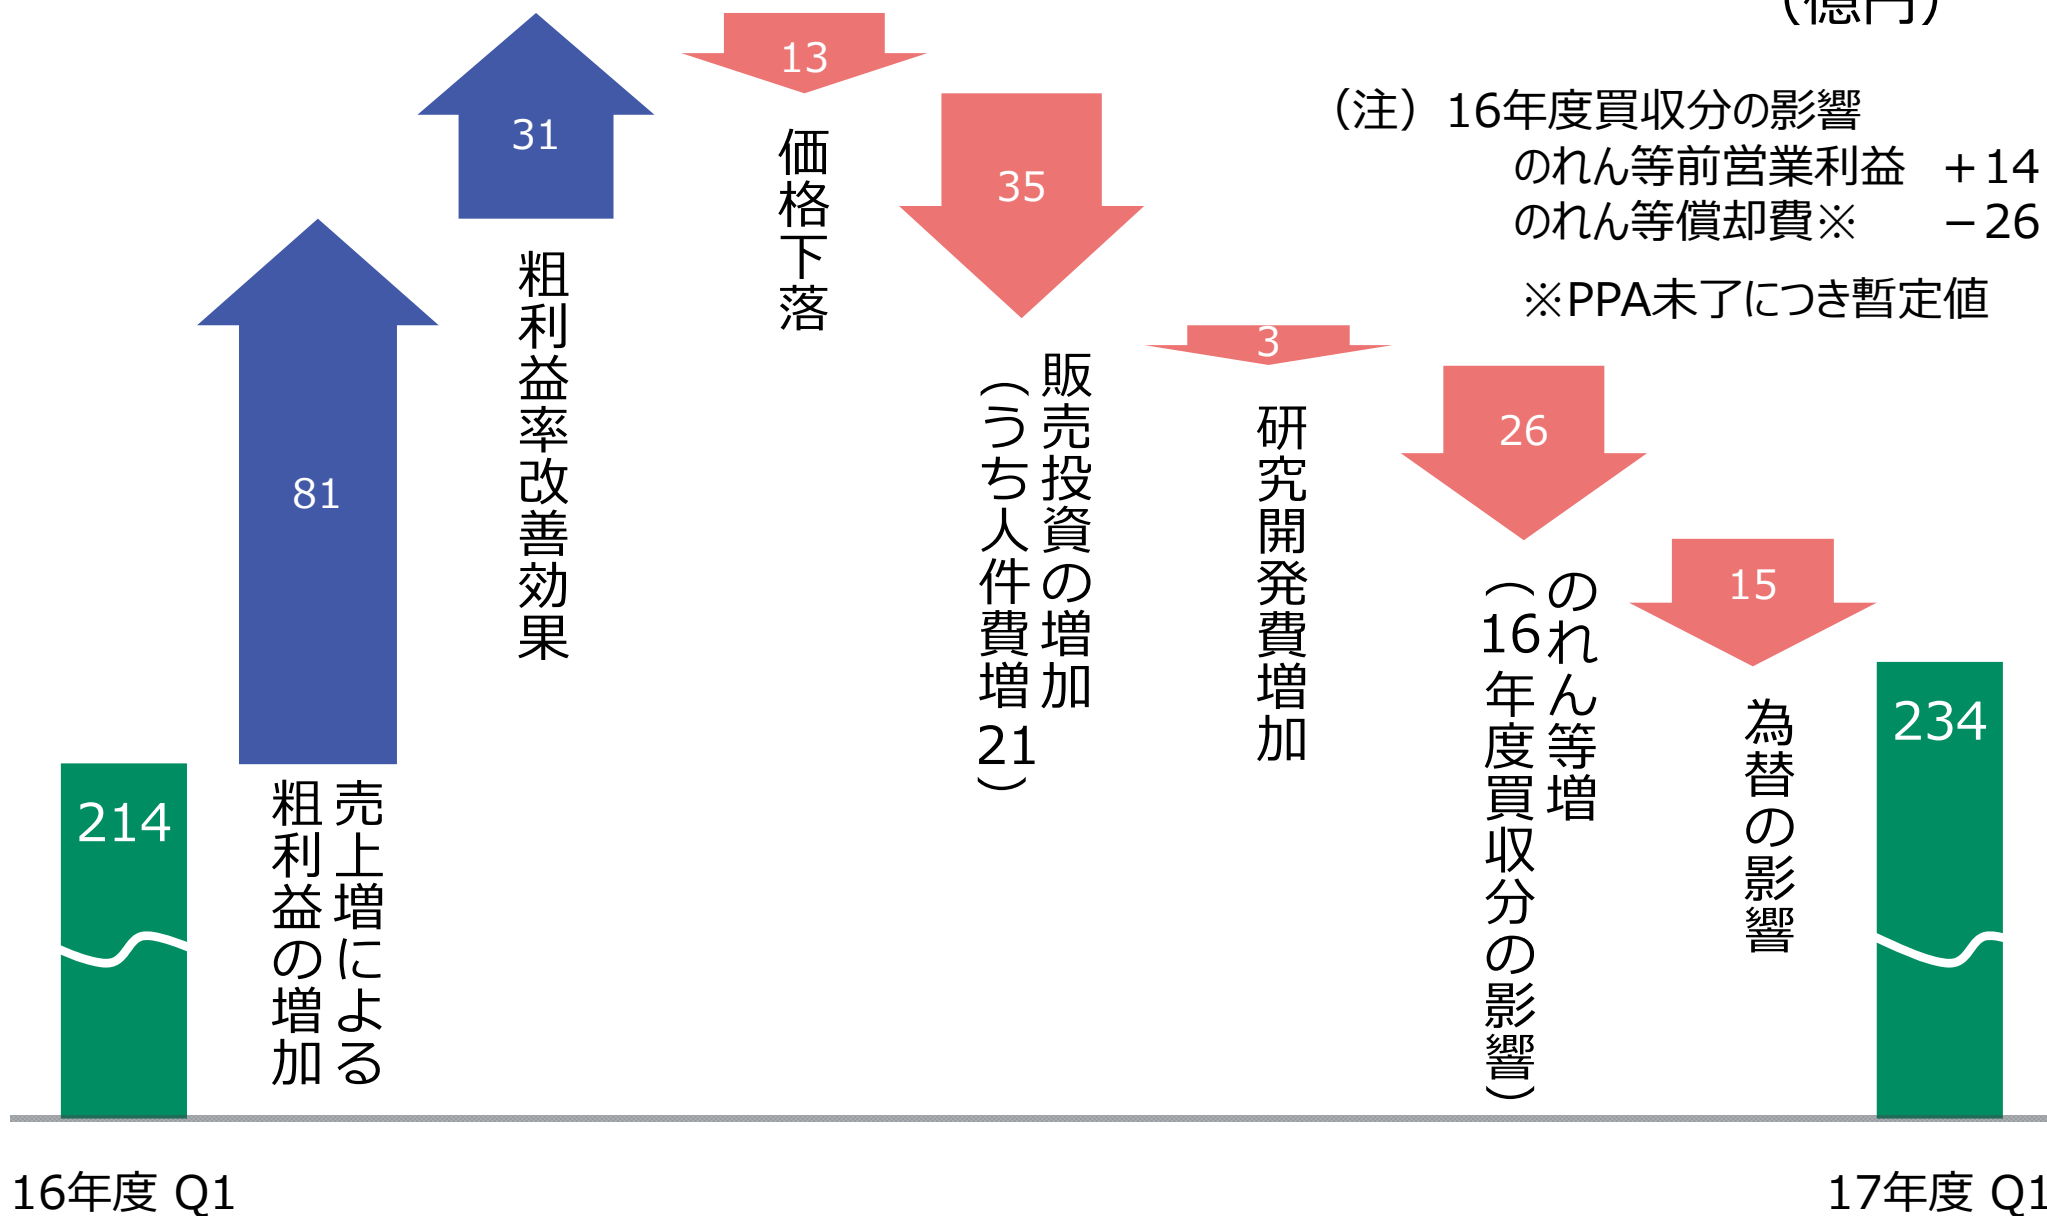 （億円）
（注）16年度買収分の影響
のれん等前営業利益 ＋14
のれん等償却費※ －26
※PPA未了につき暫定値
214
81
売上増による
粗利益の増加
31
粗利益率改善効果
13
価格下落
35
販売投資の増加
（うち人件費増21）
3
研究開発費増加
26
のれん等増
（16年度買収分の影響）
15
為替の影響
234
16年度 Q1
17年度 Q1